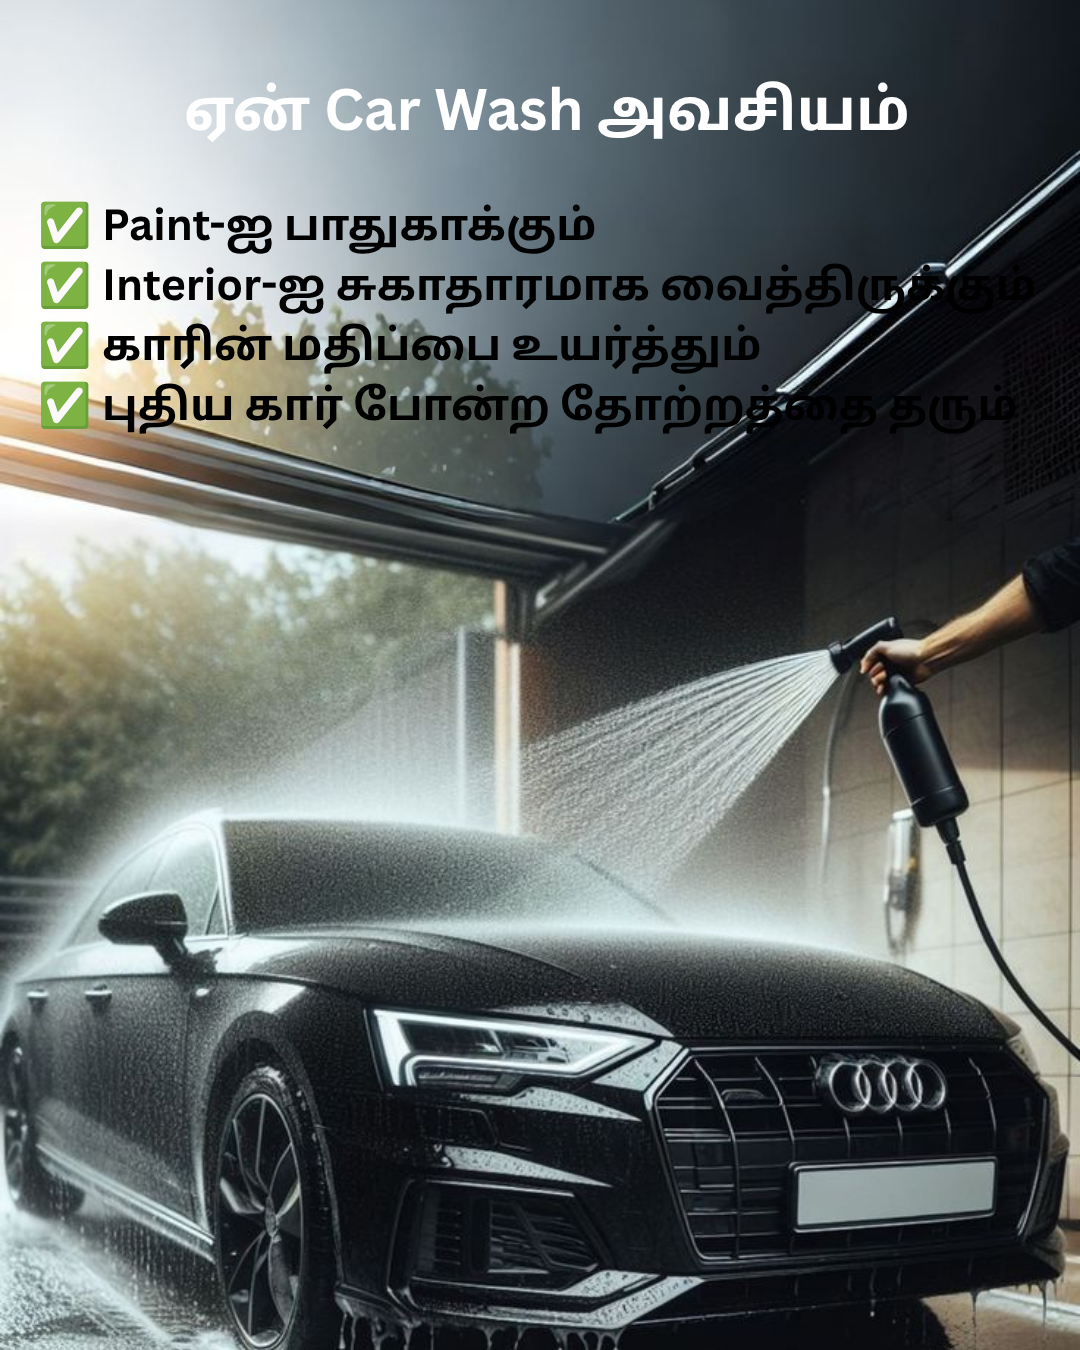 ஏன் Car Wash அவசியம்
✅ Paint-ஐ பாதுகாக்கும்
✅ Interior-ஐ சுகாதாரமாக வைத்திருக்கும்
✅ காரின் மதிப்பை உயர்த்தும்
✅ புதிய கார் போன்ற தோற்றத்தை தரும்